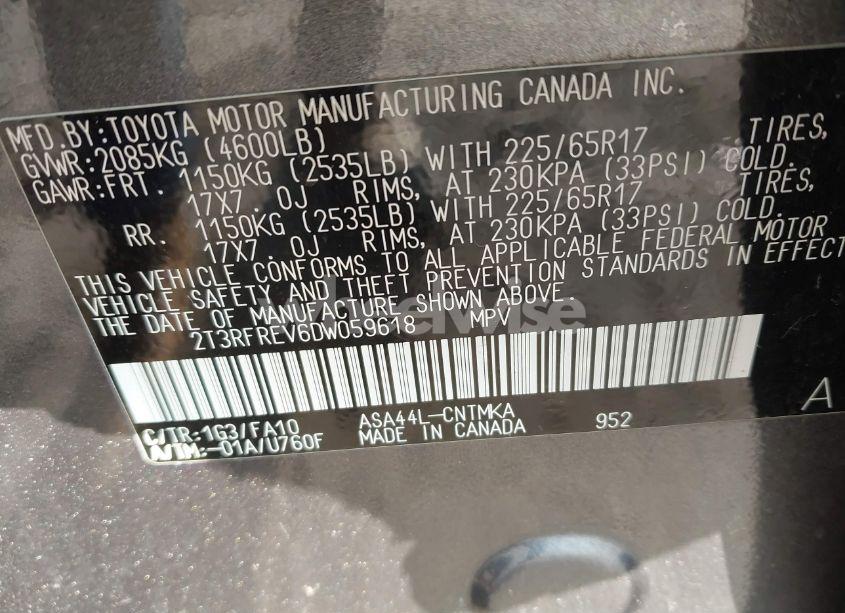 MFD.BY:TOYOTA MOTOR MANUFACTURING CANADA INC.
GVWR:2085KG (4600LB)
GAWR:FRT. 1150KG (2535LB) WITH 225/65R17 TIRES,
17X7.0J RIMS, AT 230KPA (33PSI) COLD.
RR. 1150KG (2535LB) WITH 225/65R17 TIRES,
17X7.0J RIMS, AT 230KPA (33PSI) COLD.
THIS VEHICLE CONFORMS TO ALL APPLICABLE FEDERAL MOTOR
VEHICLE SAFETY AND THEFT PREVENTION STANDARDS IN EFFECT
THE DATE OF MANUFACTURE SHOWN ABOVE.
2T3RFREV6DW059618 MPV
A
C/TR:-1G3/FA10 ASA44L-CNTMKA 952
A/TM:-01A/U760F MADE IN CANADA